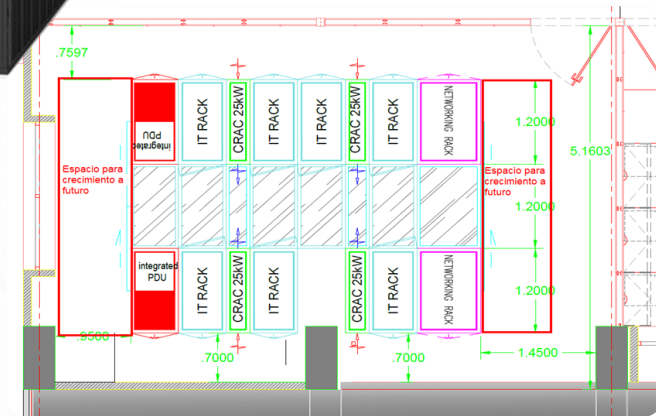 .7597
integrated
PDU
IT RACK
CRAC 25kW
IT RACK
IT RACK
CRAC 25kW
IT RACK
NETWORKING RACK
1.2000
5.1603
Espacio para
crecimiento a
futuro
Espacio para
crecimiento a
futuro
1.2000
integrated
PDU
IT RACK
CRAC 25kW
IT RACK
CRAC 25kW
IT RACK
NETWORKING RACK
1.2000
.9500
.7000
.7000
1.4500